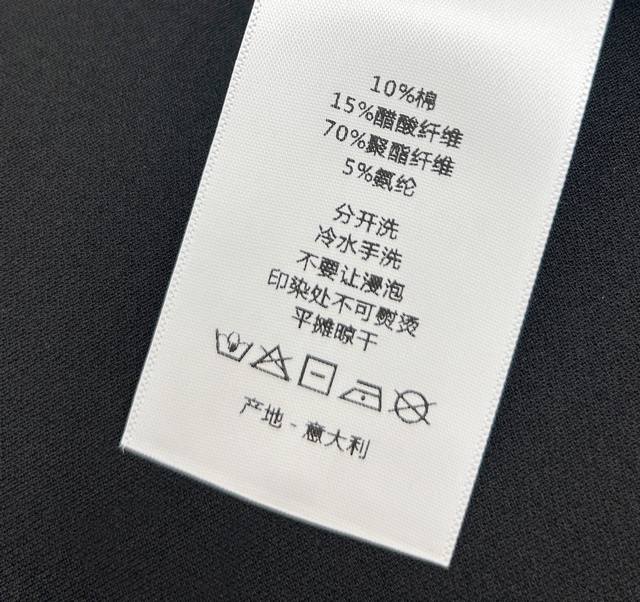 10%棉
15%醋酸纤维
70%聚酯纤维
5%氨纶
分开洗
冷水手洗
不要让浸泡
印染处不可熨烫
平摊晾干
产地 - 意大利